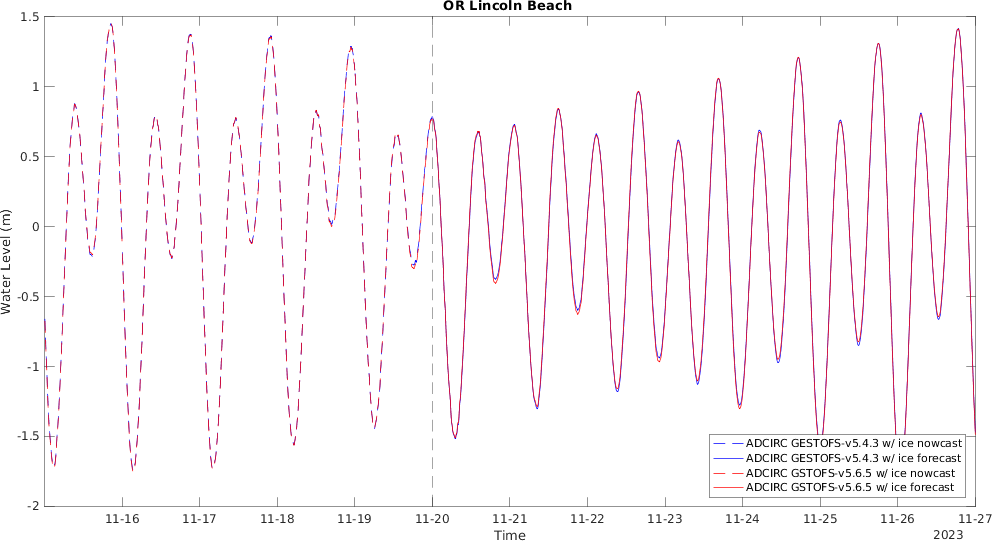 OR Lincoln Beach
1.5
1
0.5
0
-0.5
-1
-1.5
-2
Water Level (m)
11-16 11-17 11-18 11-19 11-20 11-21 11-22 11-23 11-24 11-25 11-26 11-27
Time
2023
ADCIRC GESTOFS-v5.4.3 w/ ice nowcast
ADCIRC GESTOFS-v5.4.3 w/ ice forecast
ADCIRC GSTOFS-v5.6.5 w/ ice nowcast
ADCIRC GSTOFS-v5.6.5 w/ ice forecast